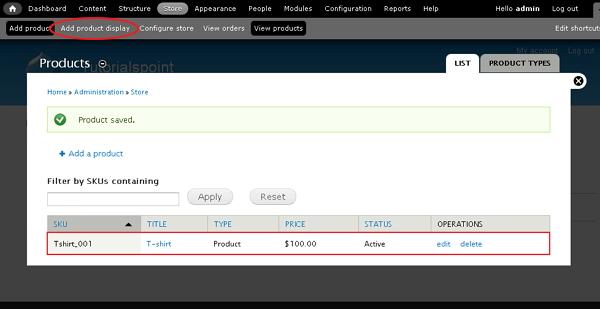 Dashboard Content Structure Store Appearance People Modules Configuration Reports Help Hello admin Log out
Add product Add product display Configure store View orders View products Edit shortcuts
My account Log out
Products
Tutorialspoint
LIST PRODUCT TYPES
Home » Administration » Store
Product saved.
+ Add a product
Filter by SKUs containing
Apply Reset
SKU TITLE TYPE PRICE STATUS OPERATIONS
Tshirt_001 T-shirt Product $100.00 Active edit delete